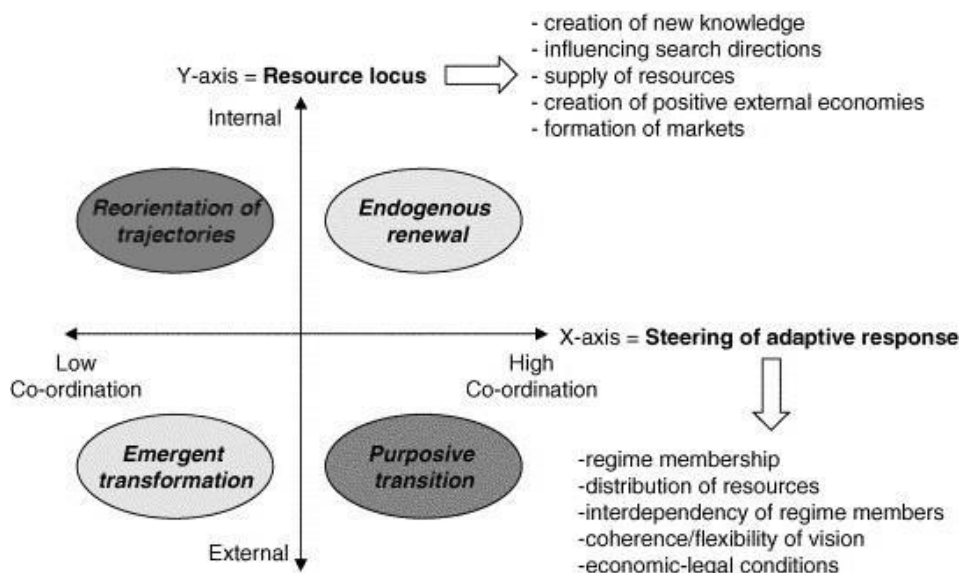 - creation of new knowledge
- influencing search directions
Y-axis = Resource locus
- supply of resources
- creation of positive external economies
- formation of markets
Internal
Reorientation of
trajectories
Endogenous
renewal
X-axis = Steering of adaptive response
Low
Co-ordination
High
Co-ordination
Emergent
transformation
Purposive
transition
-regime membership
-distribution of resources
-interdependency of regime members
-coherence/flexibility of vision
-economic-legal conditions
External